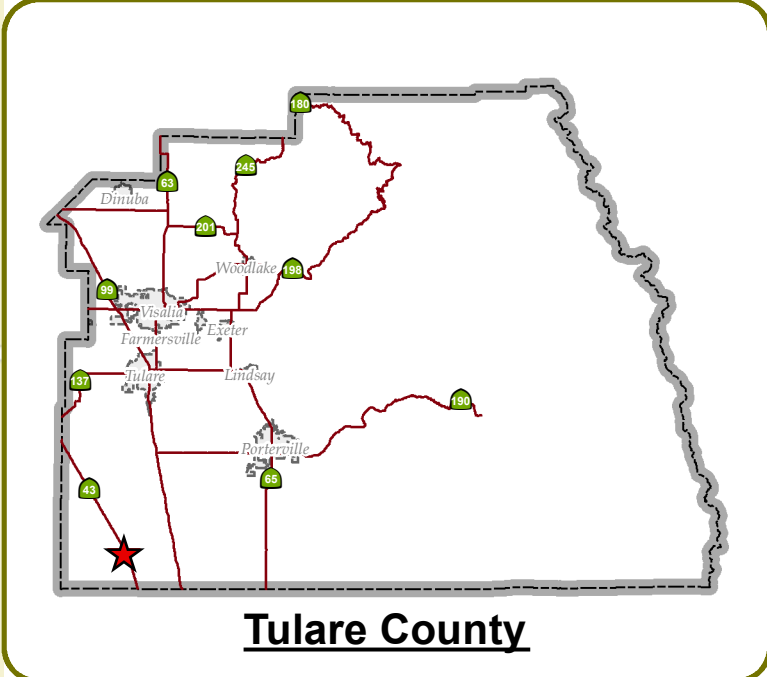 180
245
63
Dinuba
201
Woodlake
198
99
Visalia
Exeter
Farmersville
137
Tulare
Lindsay
190
Porterville
65
43
Tulare County